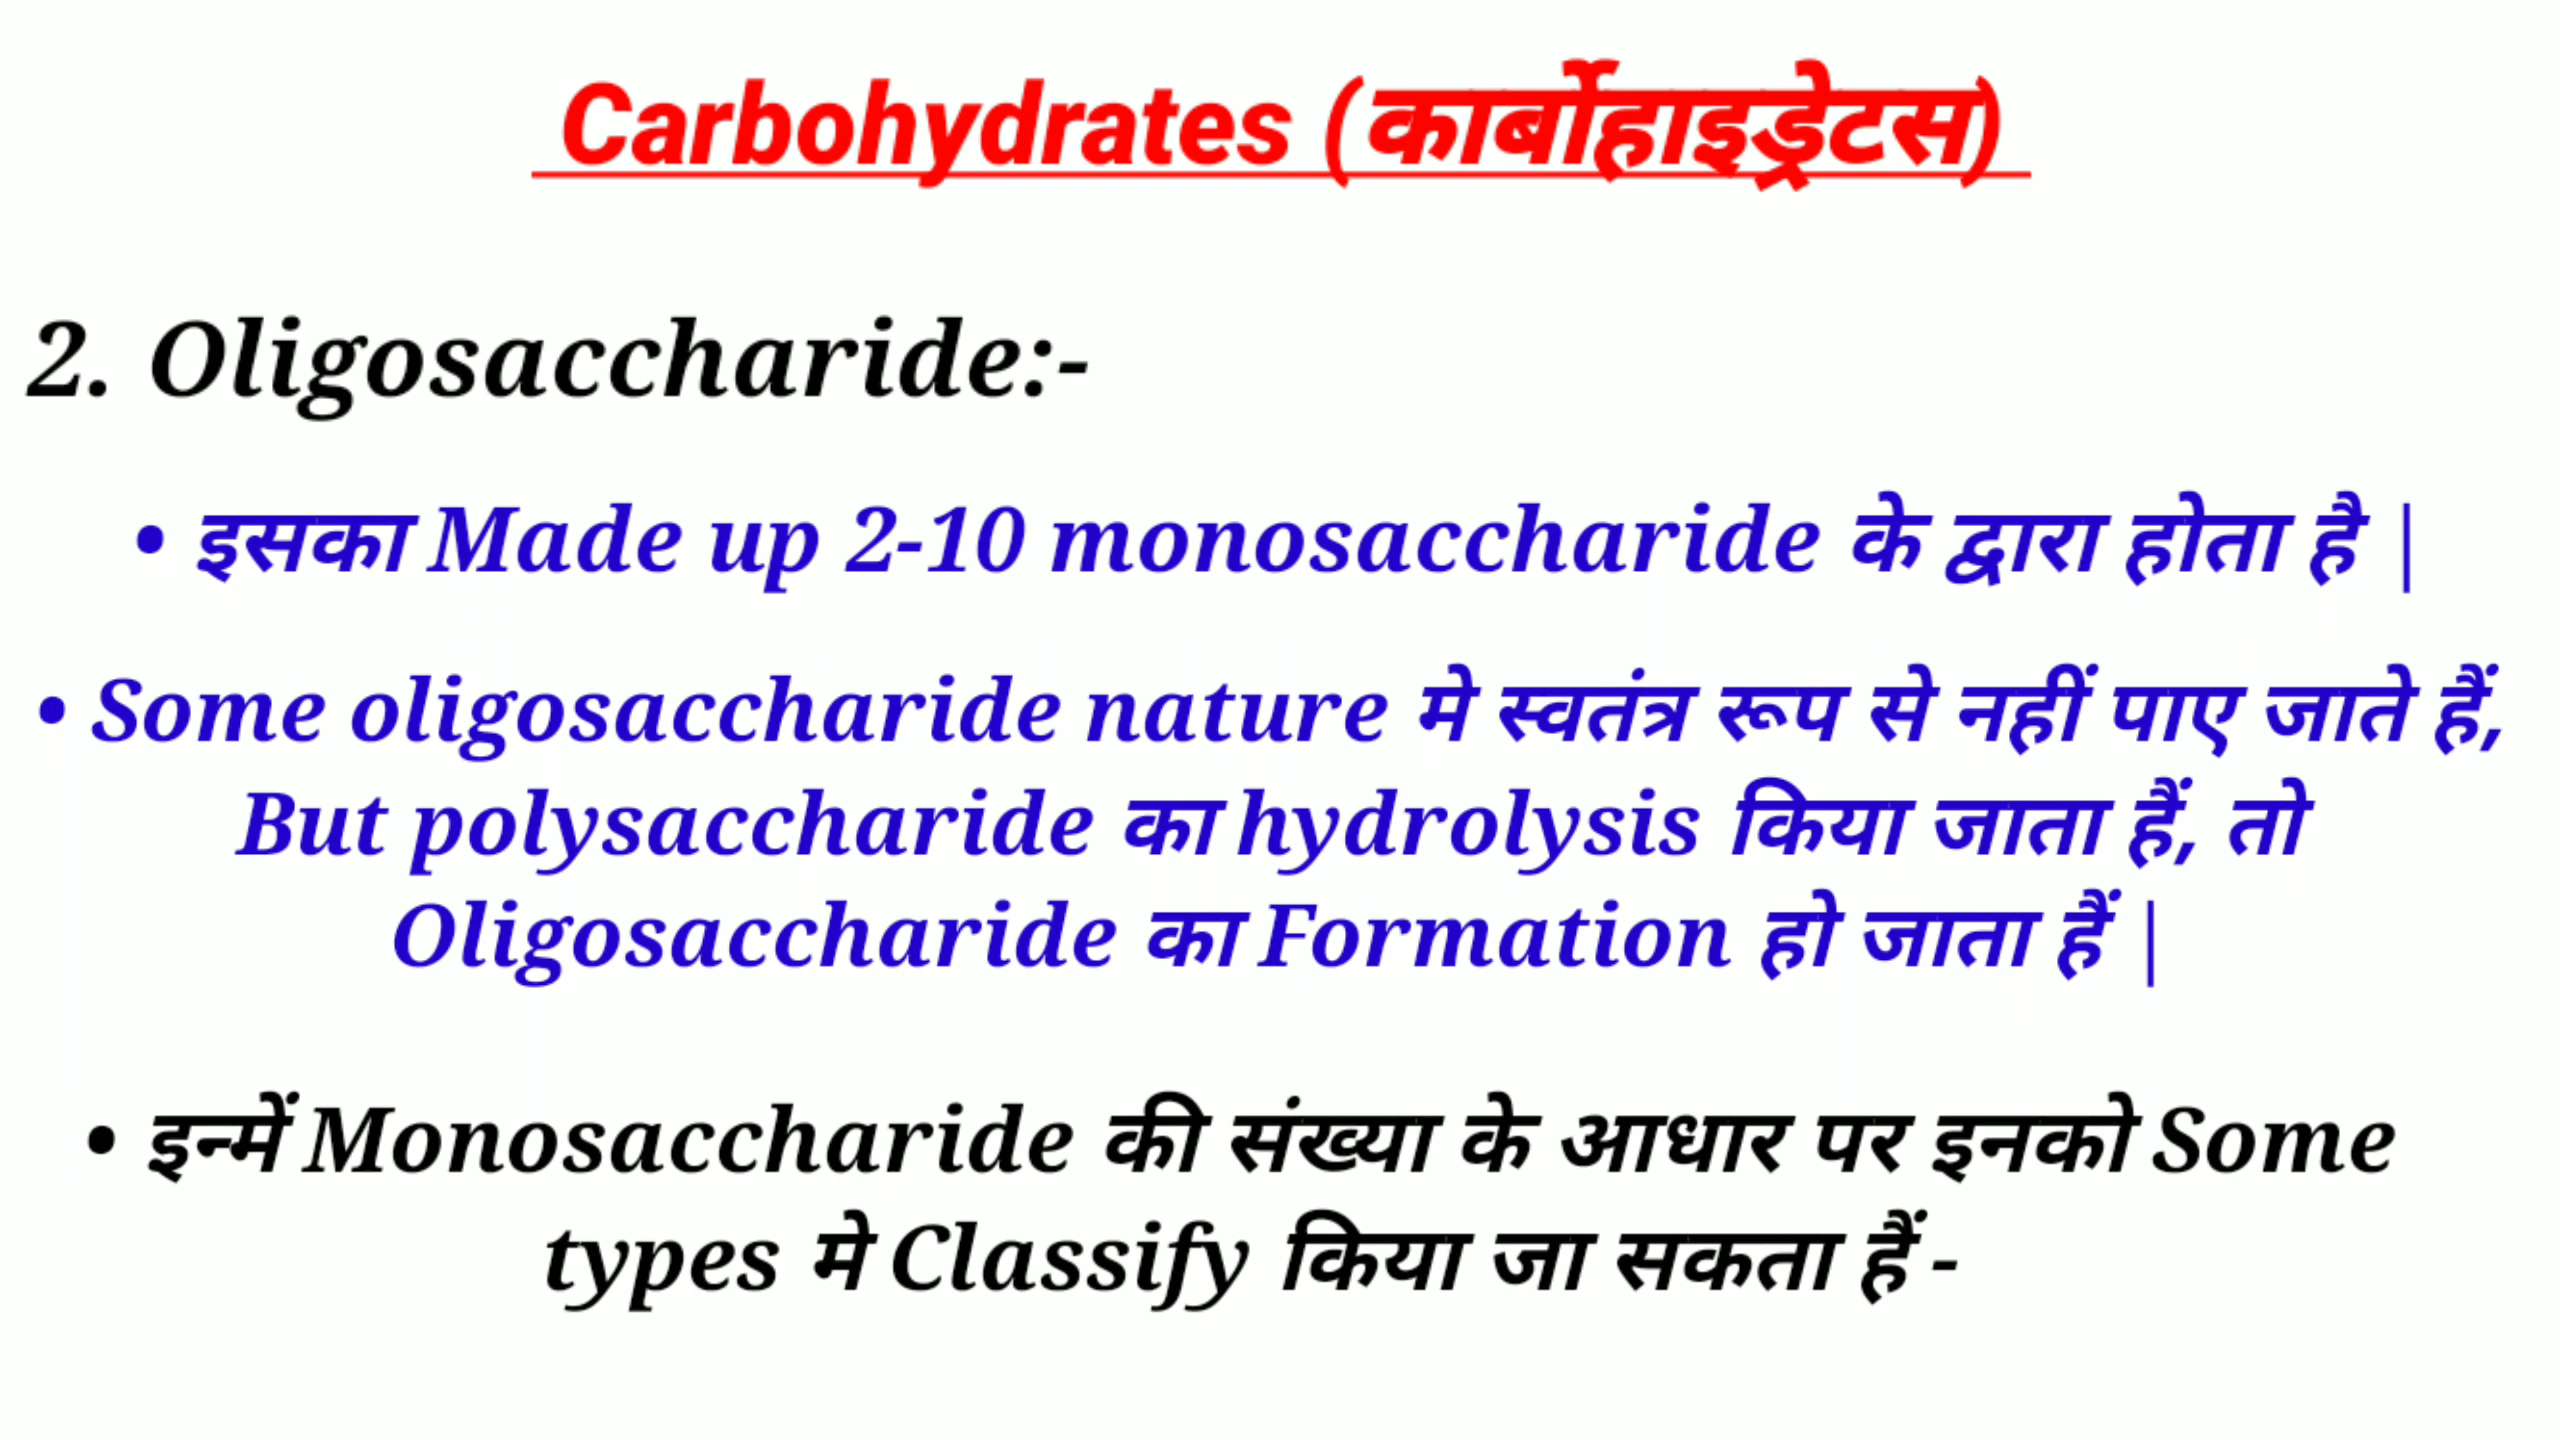 Carbohydrates (कार्बोहाइड्रेटस)
2. Oligosaccharide:-
• इसका Made up 2-10 monosaccharide के द्वारा होता है |
• Some oligosaccharide nature मे स्वतंत्र रूप से नहीं पाए जाते हैं,
But polysaccharide का hydrolysis किया जाता हैं, तो
Oligosaccharide का Formation हो जाता हैं |
• इन्में Monosaccharide की संख्या के आधार पर इनको Some
types मे Classify किया जा सकता हैं -